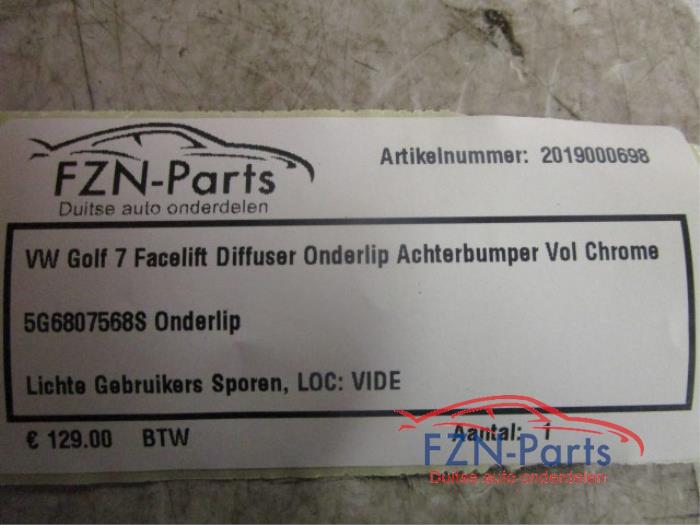 FZN-Parts
Duitse auto onderdelen
Artikelnummer: 2019000698
VW Golf 7 Facelift Diffuser Onderlip Achterbumper Vol Chrome
5G6807568S Onderlip
Lichte Gebruikers Sporen, LOC: VIDE
€ 129.00 BTW Aantal: 1
FZN-Parts
Duitse auto onderdelen